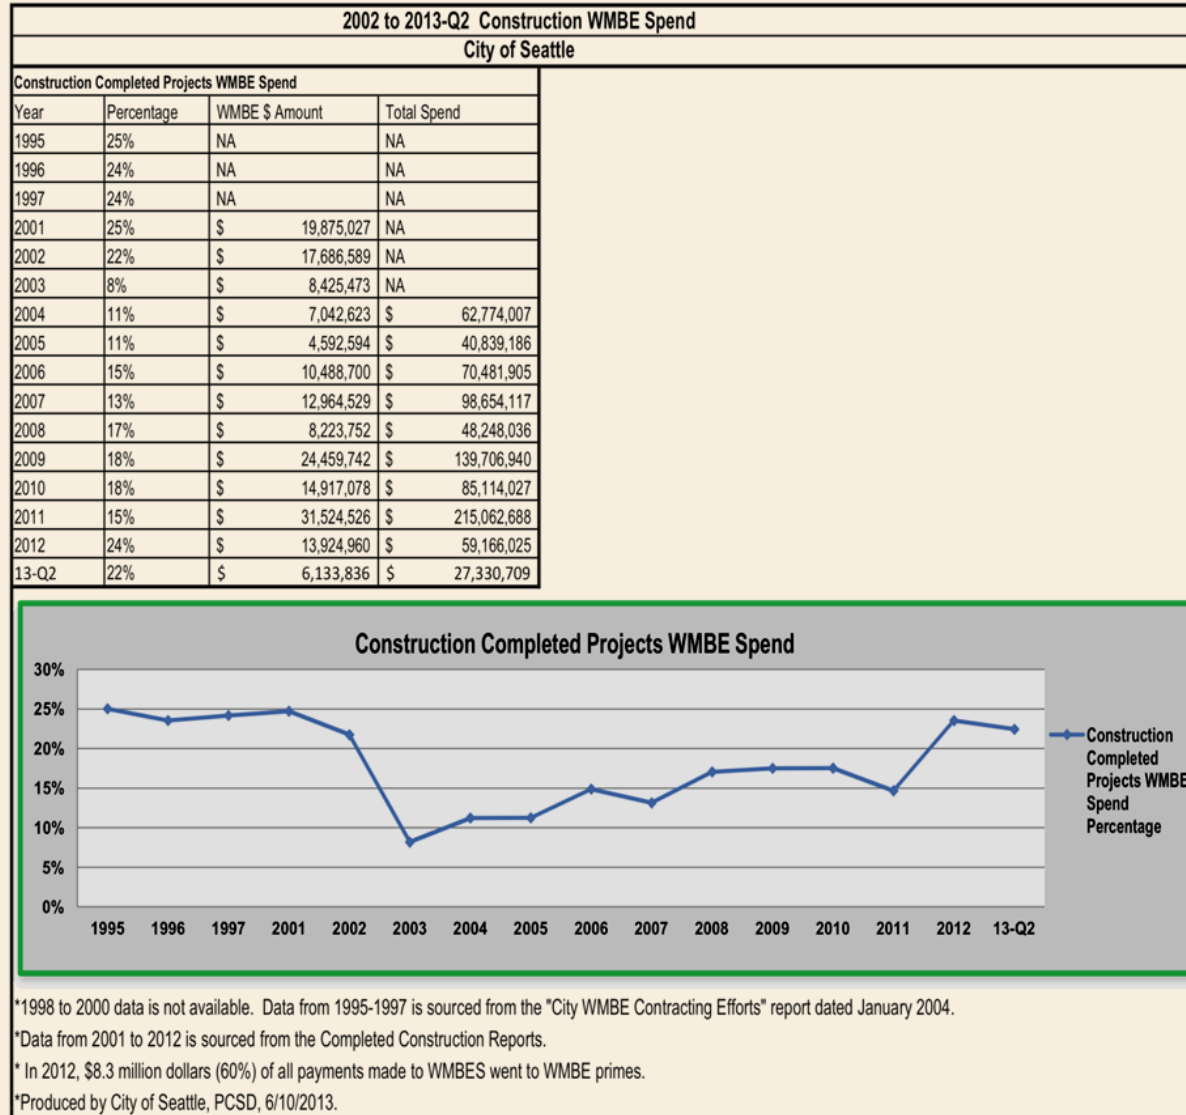 2002 to 2013-Q2 Construction WMBE Spend
City of Seattle
Construction Completed Projects WMBE Spend
Year Percentage WMBE $ Amount Total Spend
1995 25% NA NA
1996 24% NA NA
1997 24% NA NA
2001 25% $ 19,875,027 NA
2002 22% $ 17,686,589 NA
2003 8% $ 8,425,473 NA
2004 11% $ 7,042,623 $ 62,774,007
2005 11% $ 4,592,594 $ 40,839,186
2006 15% $ 10,488,700 $ 70,481,905
2007 13% $ 12,964,529 $ 98,654,117
2008 17% $ 8,223,752 $ 48,248,036
2009 18% $ 24,459,742 $ 139,706,940
2010 18% $ 14,917,078 $ 85,114,027
2011 15% $ 31,524,526 $ 215,062,688
2012 24% $ 13,924,960 $ 59,166,025
13-Q2 22% $ 6,133,836 $ 27,330,709
Construction Completed Projects WMBE Spend
30%
25%
20%
15%
10%
5%
0%
1995 1996 1997 2001 2002 2003 2004 2005 2006 2007 2008 2009 2010 2011 2012 13-Q2
Construction
Completed
Projects WMBE
Spend
Percentage
*1998 to 2000 data is not available. Data from 1995-1997 is sourced from the "City WMBE Contracting Efforts" report dated January 2004.
*Data from 2001 to 2012 is sourced from the Completed Construction Reports.
* In 2012, $8.3 million dollars (60%) of all payments made to WMBES went to WMBE primes.
*Produced by City of Seattle, PCSD, 6/10/2013.